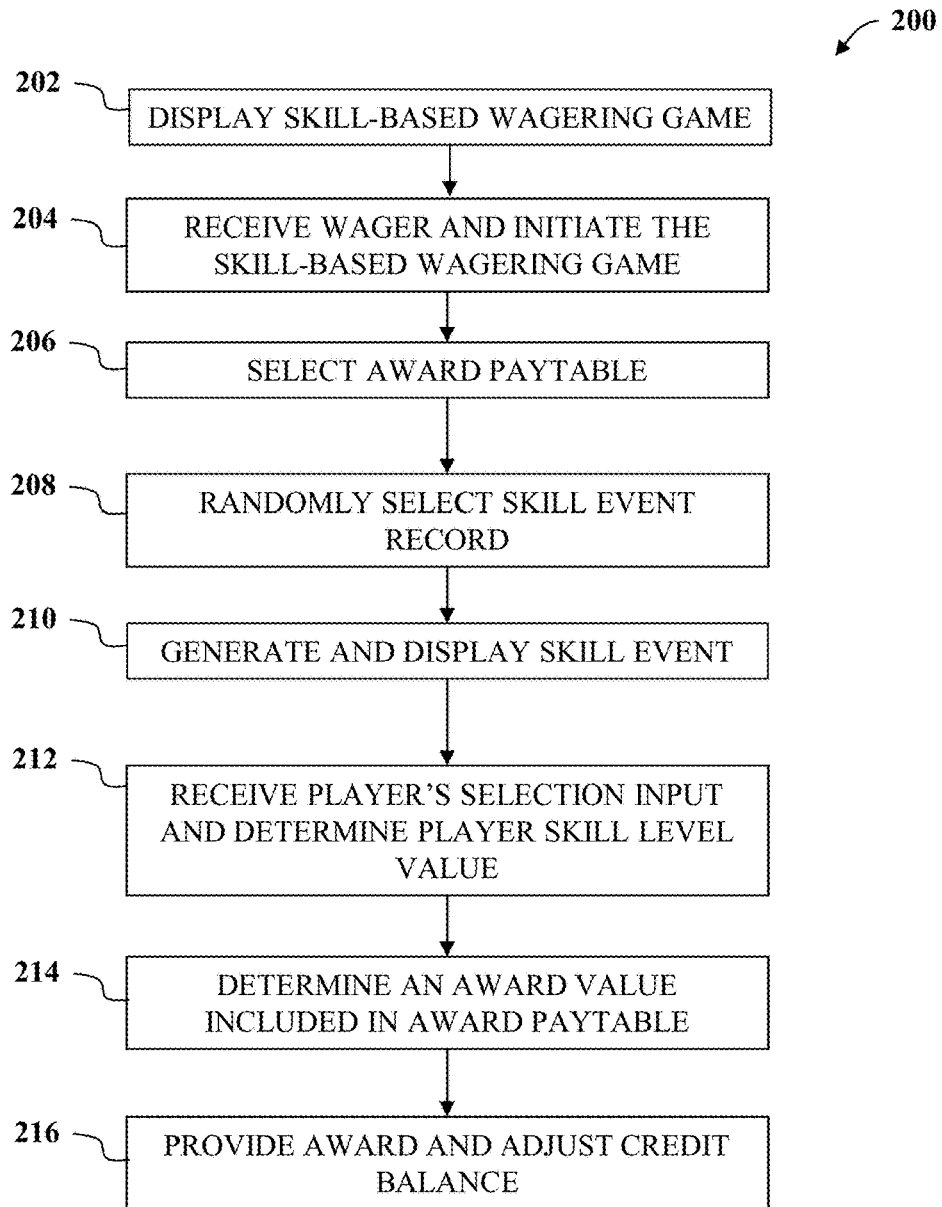 200
202
DISPLAY SKILL-BASED WAGERING GAME
204
RECEIVE WAGER AND INITIATE THE
SKILL-BASED WAGERING GAME
206
SELECT AWARD PAYTABLE
208
RANDOMLY SELECT SKILL EVENT
RECORD
210
GENERATE AND DISPLAY SKILL EVENT
212
RECEIVE PLAYER'S SELECTION INPUT
AND DETERMINE PLAYER SKILL LEVEL
VALUE
214
DETERMINE AN AWARD VALUE
INCLUDED IN AWARD PAYTABLE
216
PROVIDE AWARD AND ADJUST CREDIT
BALANCE